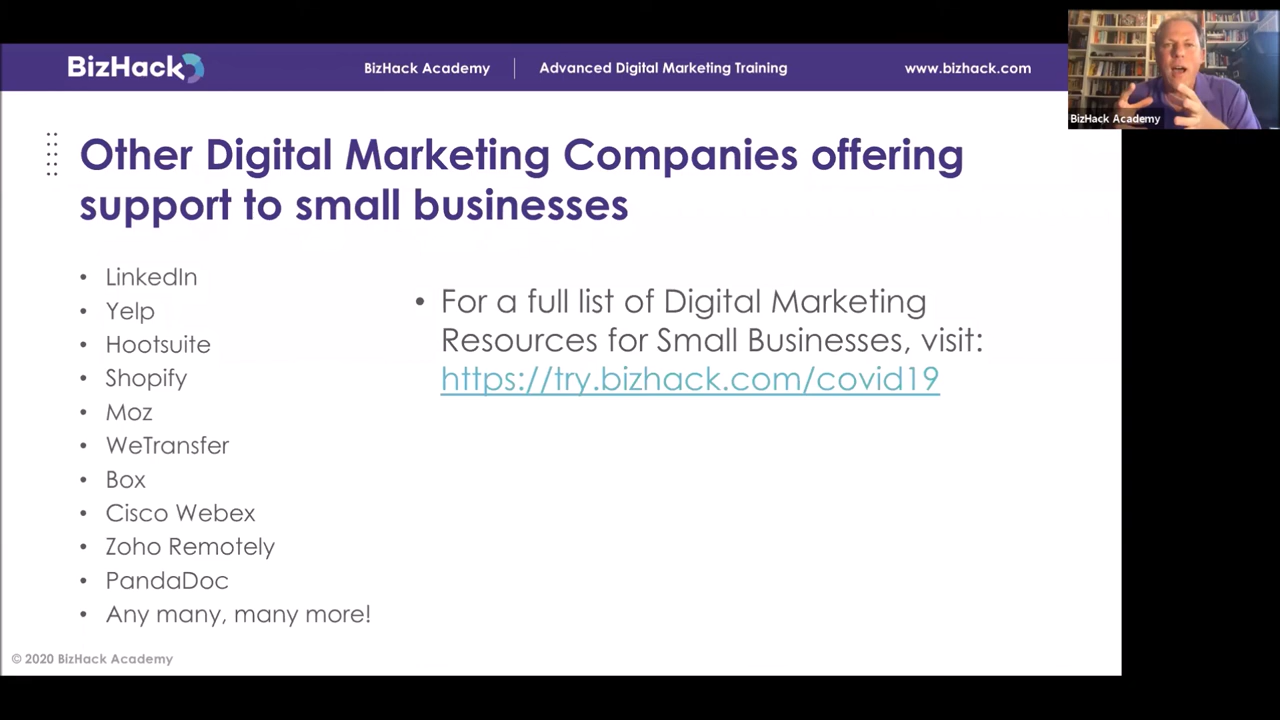 BizHack
BizHack Academy
Advanced Digital Marketing Training
www.bizhack.com
BizHack Academy
Other Digital Marketing Companies offering
support to small businesses
• LinkedIn
• Yelp
• Hootsuite
• Shopify
• Moz
• WeTransfer
• Box
• Cisco Webex
• Zoho Remotely
• PandaDoc
• Any many, many more!
• For a full list of Digital Marketing
Resources for Small Businesses, visit:
https://try.bizhack.com/covid19
© 2020 BizHack Academy